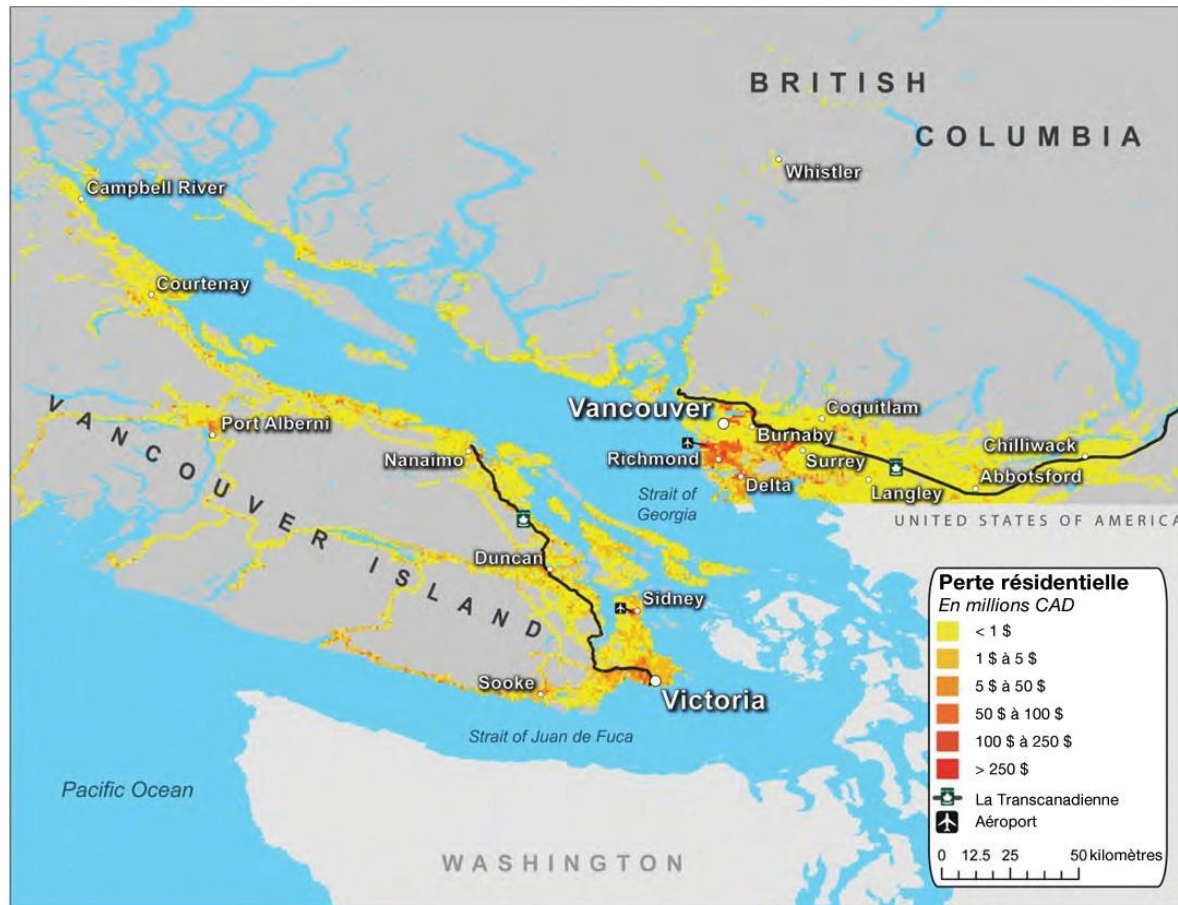 BRITISH
COLUMBIA
Whistler
Campbell River
Courtenay
Port Alberni
VANCOUVER ISLAND
Nanaimo
Vancouver
Coquitlam
Burnaby
Chilliwack
Richmond
Surrey
Abbotsford
Delta
Langley
Strait of
Georgia
UNITED STATES OF AMERICA
Duncan
Sidney
Sooke
Victoria
Strait of Juan de Fuca
Pacific Ocean
WASHINGTON
Perte résidentielle
En millions CAD
< 1 $
1 $ à 5 $
5 $ à 50 $
50 $ à 100 $
100 $ à 250 $
> 250 $
La Transcanadienne
Aéroport
0 12.5 25 50 kilomètres